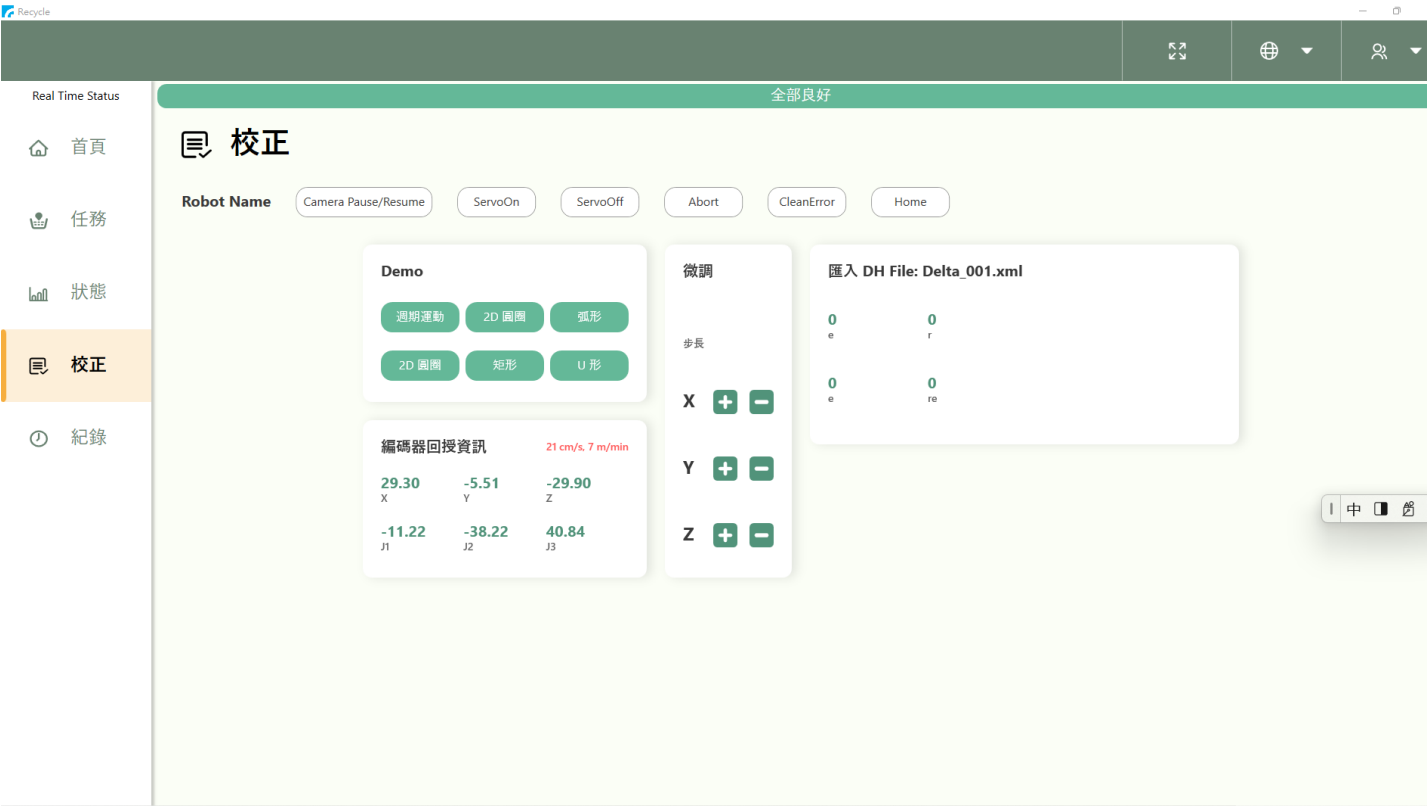 Recycle
Real Time Status
全部良好
首頁
任務
狀態
校正
紀錄
校正
Robot Name
Camera Pause/Resume
ServoOn
ServoOff
Abort
CleanError
Home
Demo
週期運動 2D 圓圈 弧形
2D 圓圈 矩形 U 形
編碼器回授資訊 21 cm/s, 7 m/min
29.30 -5.51 -29.90
X Y Z
-11.22 -38.22 40.84
J1 J2 J3
微調
步長
X
Y
Z
匯入 DH File: Delta_001.xml
0 0
e r
0 0
e re
中